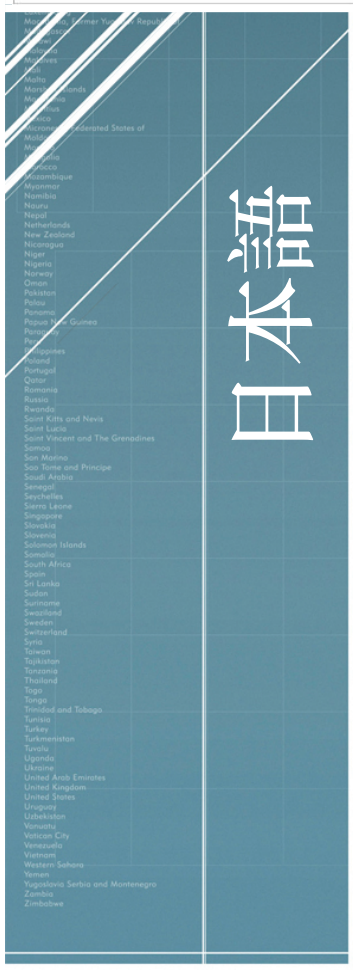 Macedonia, Former Yugoslav Republic of
Madagascar
Malawi
Malaysia
Maldives
Mali
Malta
Marshall Islands
Mauritania
Mauritius
Mexico
Micronesia, Federated States of
Moldova
Mongolia
Morocco
Mozambique
Myanmar
Namibia
Nauru
Nepal
Netherlands
New Zealand
Nicaragua
Niger
Nigeria
Norway
Oman
Pakistan
Palau
Panama
Papua New Guinea
Paraguay
Peru
Philippines
Poland
Portugal
Qatar
Romania
Russia
Rwanda
Saint Kitts and Nevis
Saint Lucia
Saint Vincent and The Grenadines
Samoa
San Marino
Sao Tome and Principe
Saudi Arabia
Senegal
Seychelles
Sierra Leone
Singapore
Slovakia
Slovenia
Solomon Islands
Somalia
South Africa
Spain
Sri Lanka
Sudan
Suriname
Swaziland
Sweden
Switzerland
Syria
Taiwan
Tajikistan
Tanzania
Thailand
Togo
Tonga
Trinidad and Tobago
Tunisia
Turkey
Turkmenistan
Tuvalu
Uganda
Ukraine
United Arab Emirates
United Kingdom
United States
Uruguay
Uzbekistan
Vanuatu
Vatican City
Venezuela
Vietnam
Western Sahara
Yemen
Yugoslavia Serbia and Montenegro
Zambia
Zimbabwe
日本語